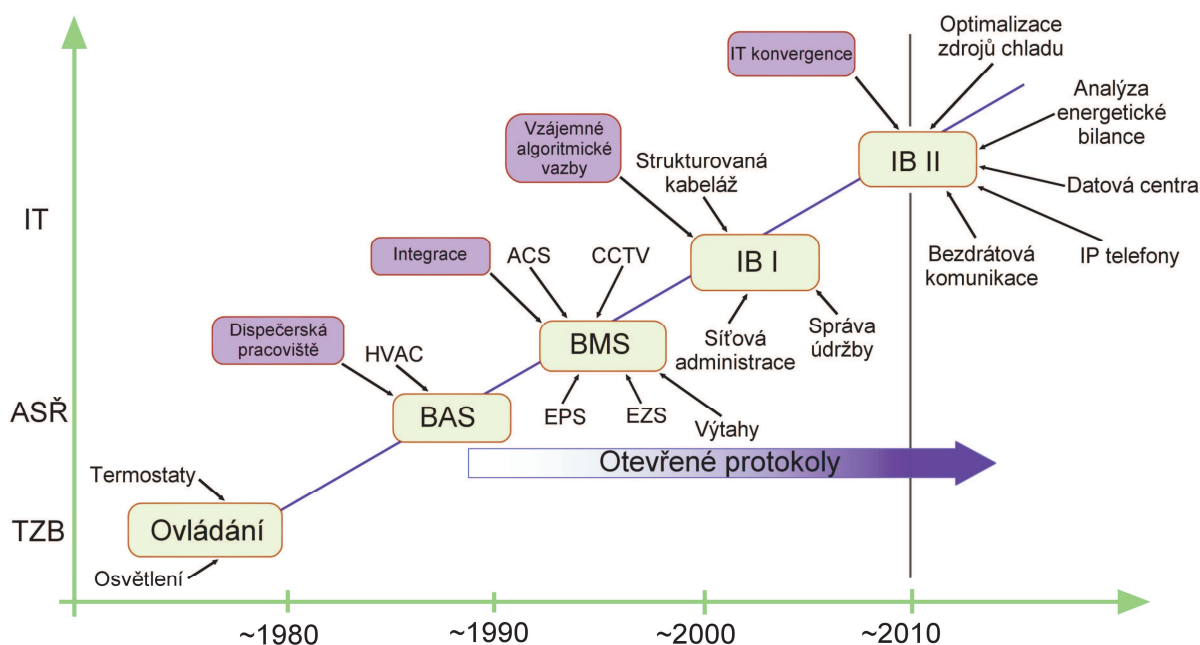 Optimalizace
zdrojů chladu
IT konvergence
Analýza
energetické
bilance
Vzájemné
algoritmické
vazby
Strukturovaná
kabeláž
IB II
Datová centra
IT
Integrace
ACS
CCTV
IB I
Bezdrátová
komunikace
IP telefony
Dispečerská
pracoviště
HVAC
BMS
Síťová
administrace
Správa
údržby
ASŘ
BAS
EPS
EZS
Výtahy
Otevřené protokoly
Termostaty
TZB
Ovládání
Osvětlení
~1980
~1990
~2000
~2010